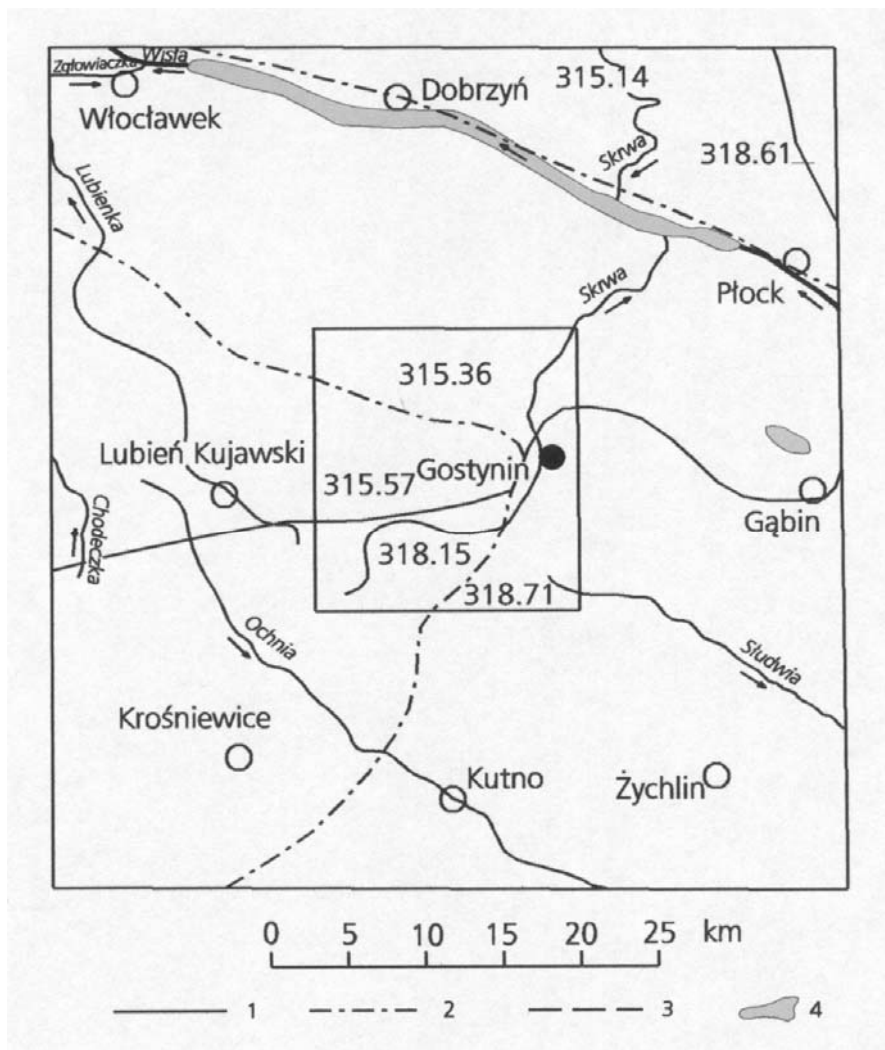 Zgłowiączka
Wisła
Włocławek
Dobrzyń
315.14
Skrwa
318.61
Lubieńka
Skrwa
Płock
315.36
Lubień Kujawski
Gostynin
315.57
Gąbin
Chodeczka
318.15
318.71
Ochnia
Słudwia
Krośniewice
Kutno
Żychlin
0 5 10 15 20 25 km
1 2 3 4